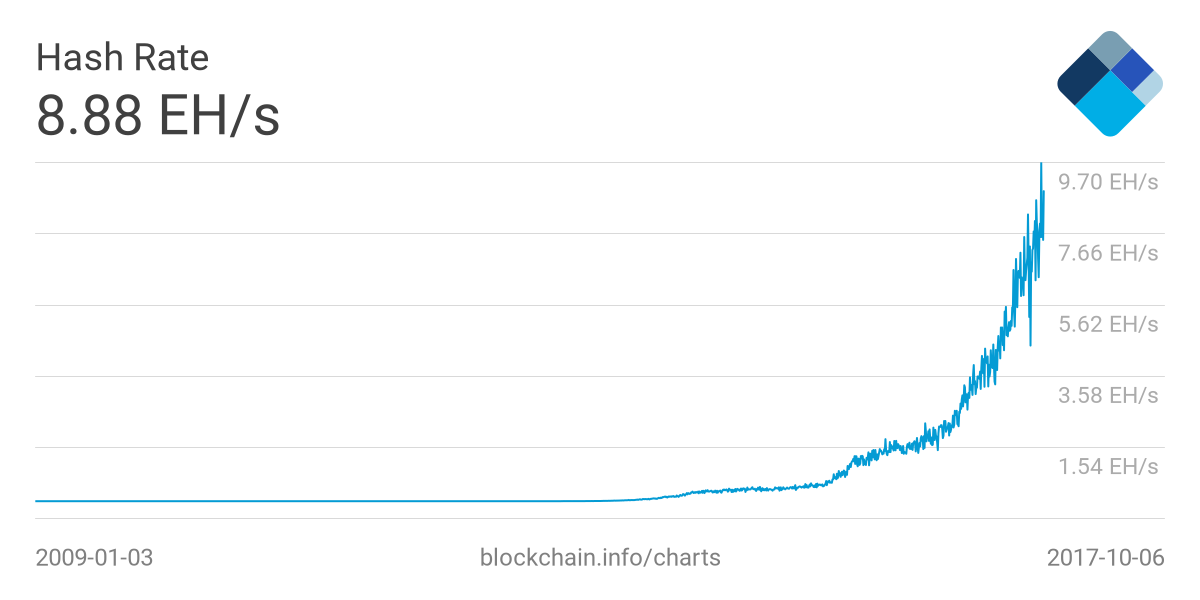 Hash Rate
8.88 EH/s
9.70 EH/s
7.66 EH/s
5.62 EH/s
3.58 EH/s
1.54 EH/s
2009-01-03
blockchain.info/charts
2017-10-06